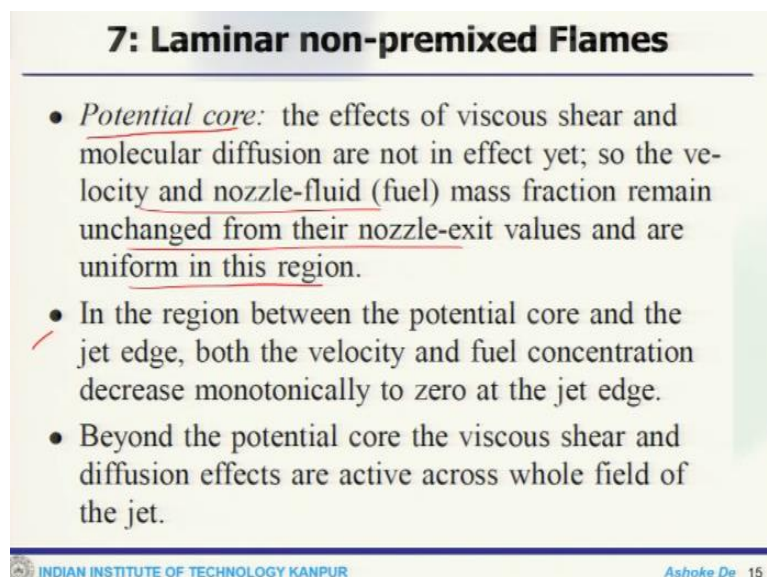 7: Laminar non-premixed Flames
• Potential core: the effects of viscous shear and
molecular diffusion are not in effect yet; so the ve-
locity and nozzle-fluid (fuel) mass fraction remain
unchanged from their nozzle-exit values and are
uniform in this region.
• In the region between the potential core and the
jet edge, both the velocity and fuel concentration
decrease monotonically to zero at the jet edge.
• Beyond the potential core the viscous shear and
diffusion effects are active across whole field of
the jet.
INDIAN INSTITUTE OF TECHNOLOGY KANPUR
Ashoke De 15